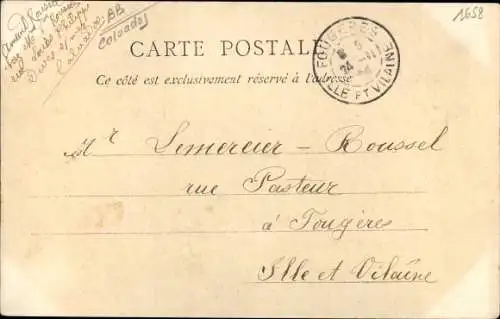 BB
Calvados
1658
CARTE POSTALE
Ce côté est exclusivement réservé à l'adresse
FOUGERES
ILLE ET VILAINE
Mr Lemercier - Roussel
rue Pasteur
à Fougères
Ille et Vilaine